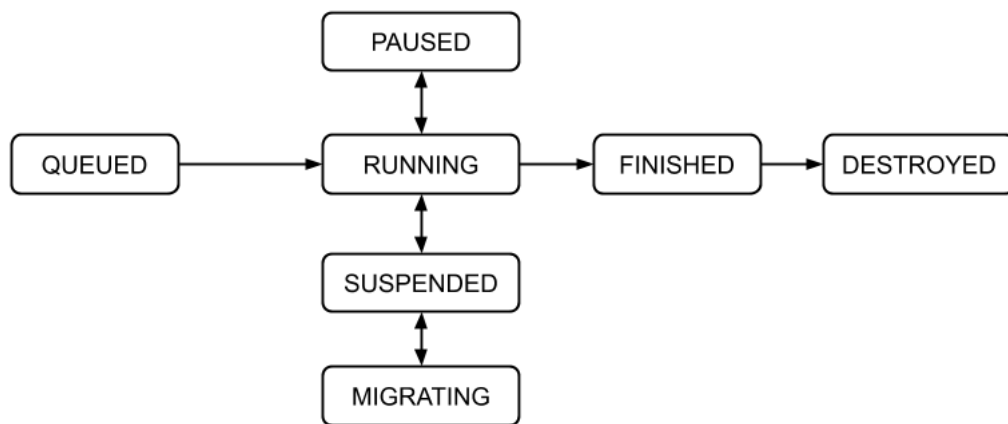 PAUSED
QUEUED
RUNNING
FINISHED
DESTROYED
SUSPENDED
MIGRATING